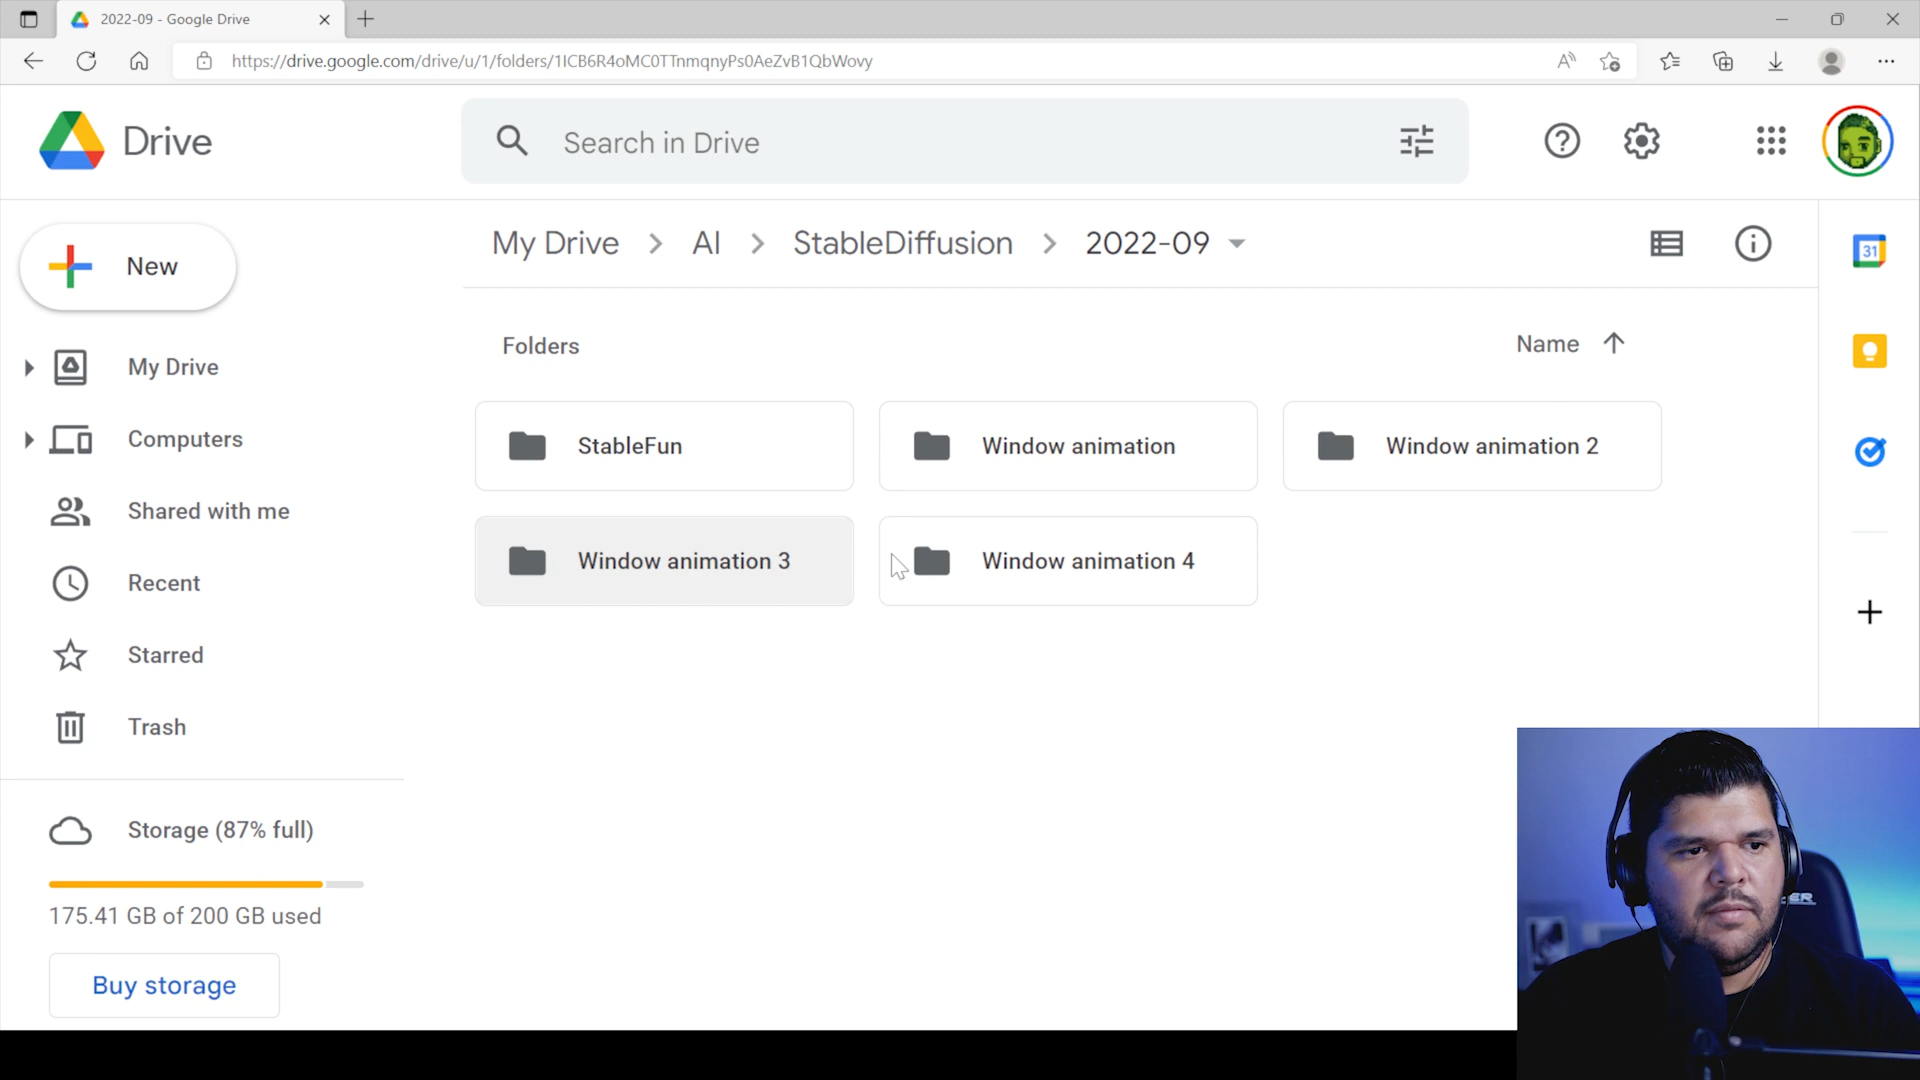 2022-09 - Google Drive
https://drive.google.com/drive/u/1/folders/1ICB6R4oMC0TTnmqnyPs0AeZvB1QbWovy
Drive
Search in Drive
New
My Drive > AI > StableDiffusion > 2022-09
31
Folders
Name
My Drive
Computers
Shared with me
Recent
Starred
Trash
StableFun
Window animation
Window animation 2
Window animation 3
Window animation 4
Storage (87% full)
175.41 GB of 200 GB used
Buy storage